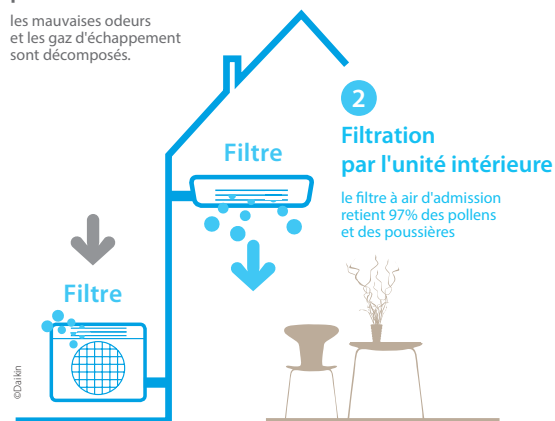 les mauvaises odeurs
et les gaz d'échappement
sont décomposés.
2
Filtration
par l'unité intérieure
le filtre à air d'admission
retient 97% des pollens
et des poussières
Filtre
Filtre
©Daikin